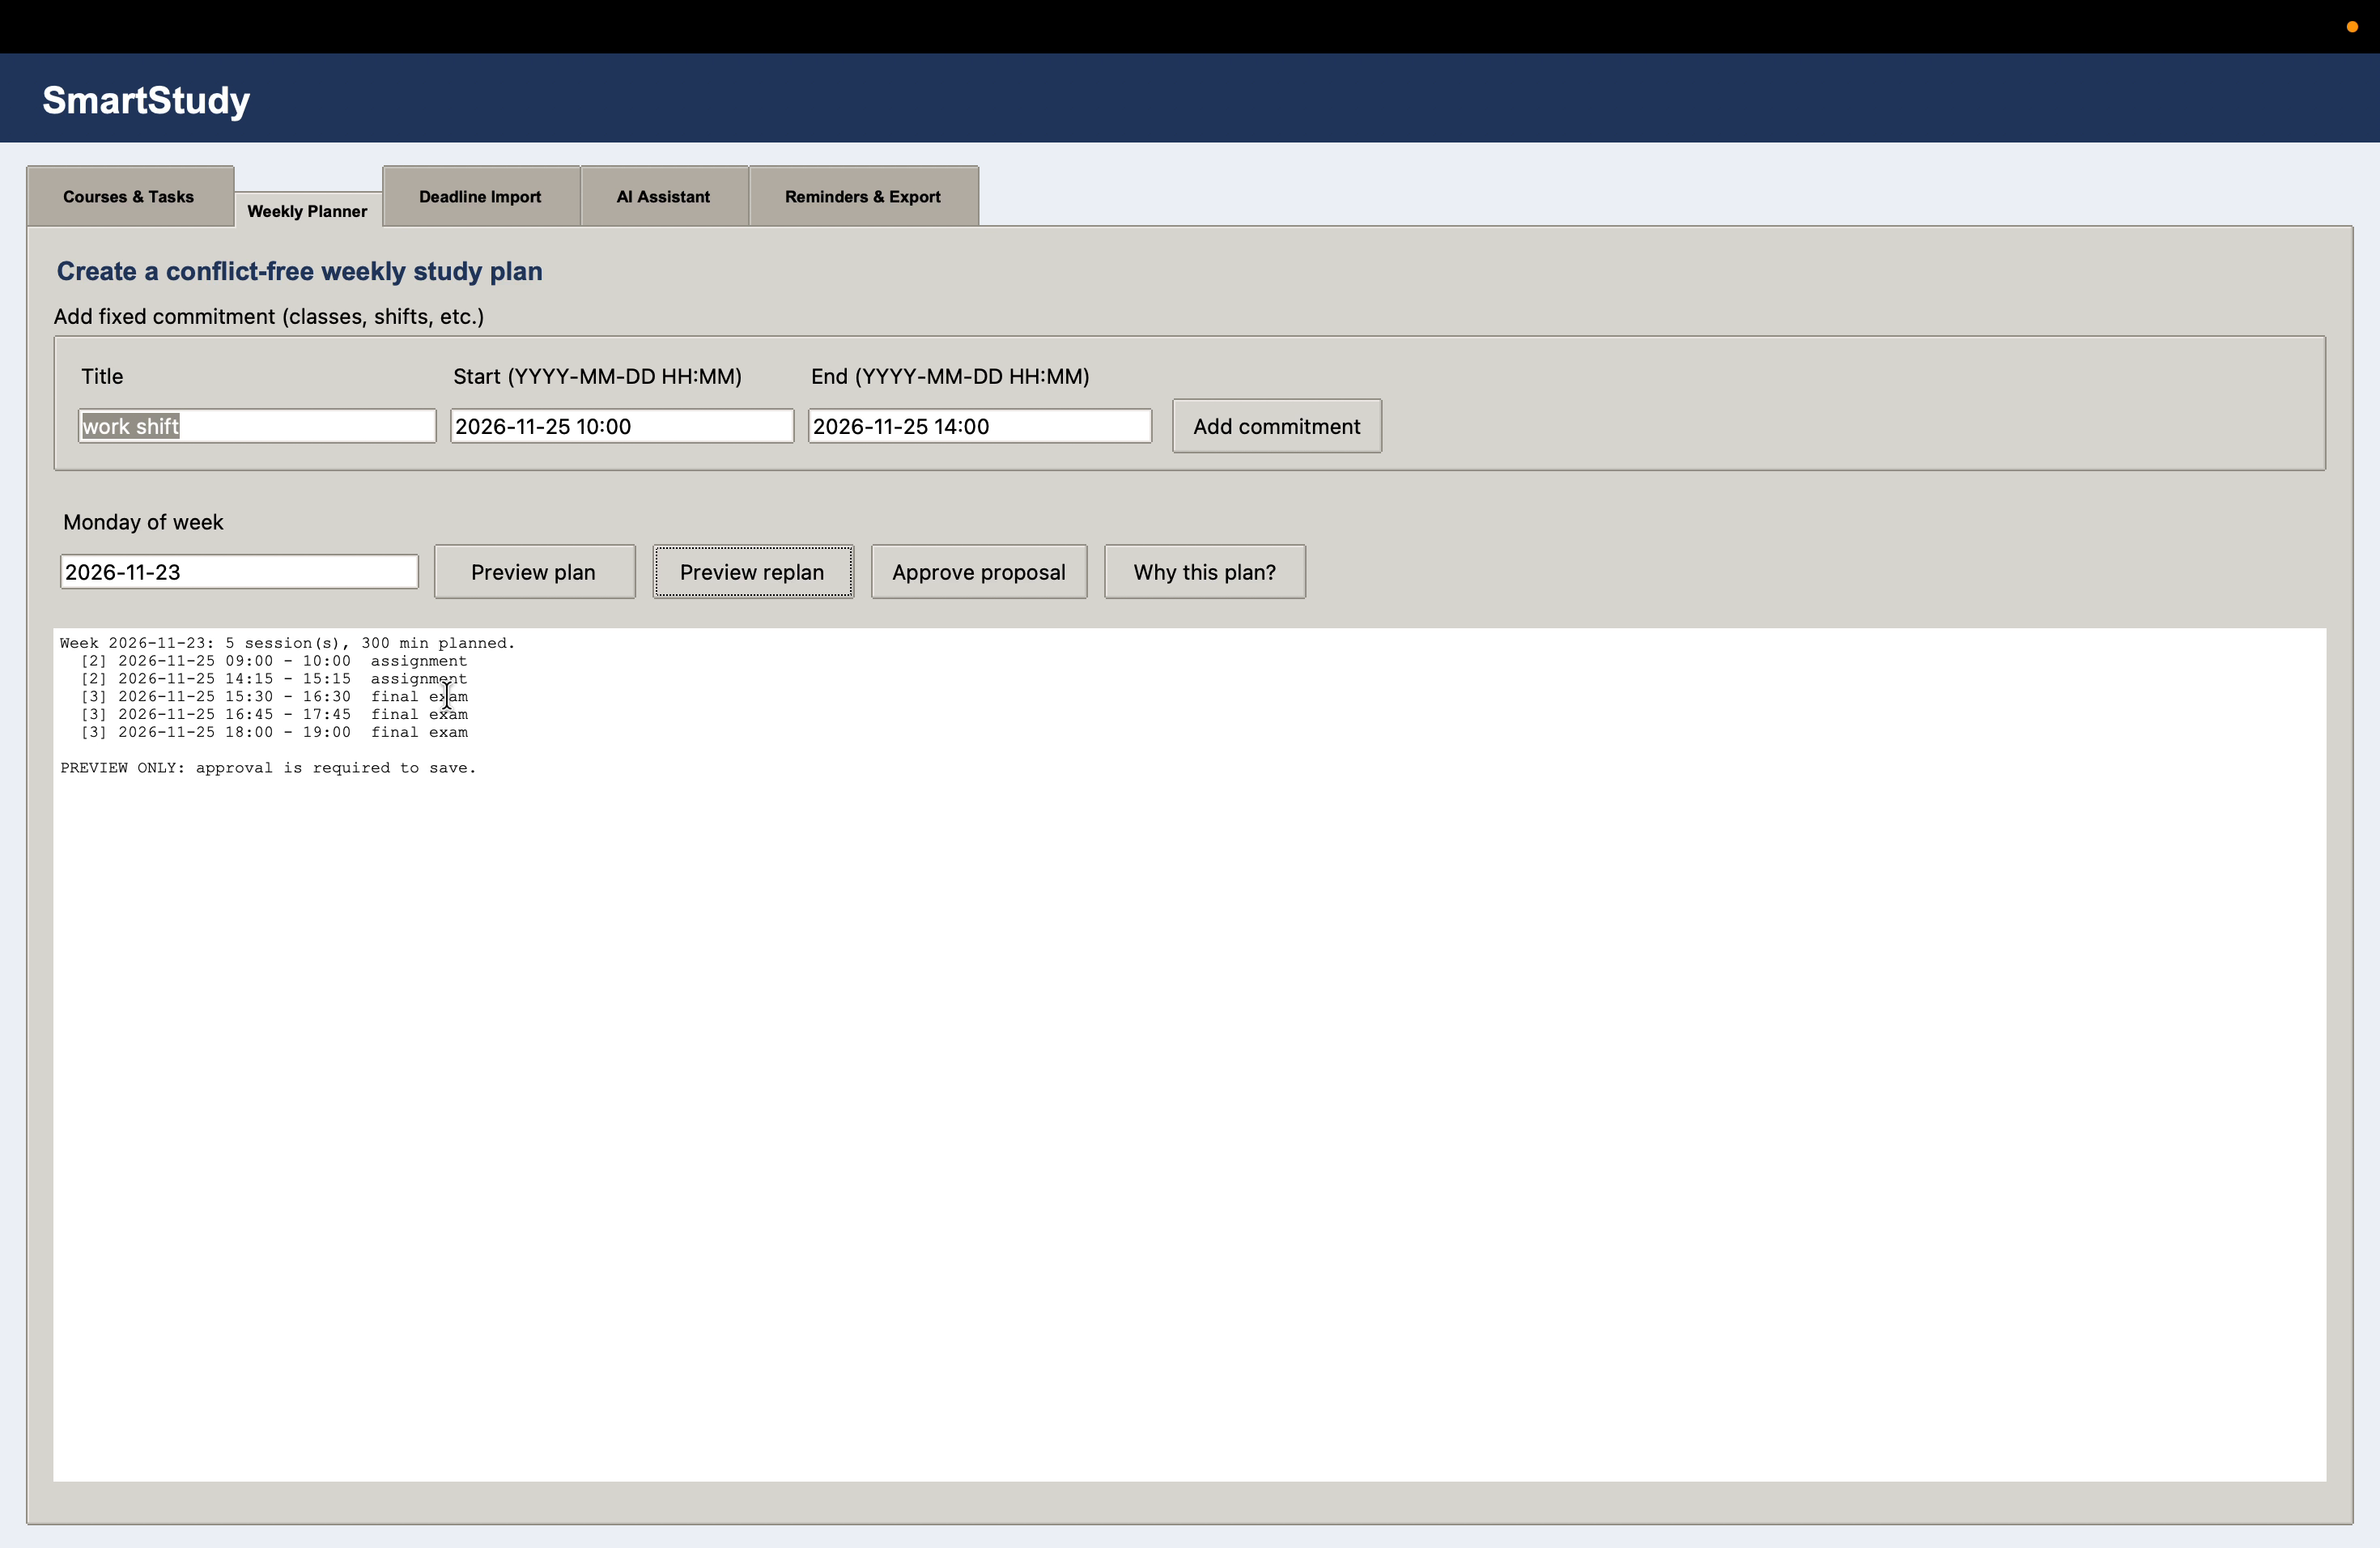 SmartStudy
Courses & Tasks
Weekly Planner
Deadline Import
AI Assistant
Reminders & Export
Create a conflict-free weekly study plan
Add fixed commitment (classes, shifts, etc.)
Title
Start (YYYY-MM-DD HH:MM)
End (YYYY-MM-DD HH:MM)
work shift
2026-11-25 10:00
2026-11-25 14:00
Add commitment
Monday of week
2026-11-23
Preview plan
Preview replan
Approve proposal
Why this plan?
Week 2026-11-23: 5 session(s), 300 min planned.
[2] 2026-11-25 09:00 - 10:00  assignment
[2] 2026-11-25 14:15 - 15:15  assignment
[3] 2026-11-25 15:30 - 16:30  final exam
[3] 2026-11-25 16:45 - 17:45  final exam
[3] 2026-11-25 18:00 - 19:00  final exam
PREVIEW ONLY: approval is required to save.